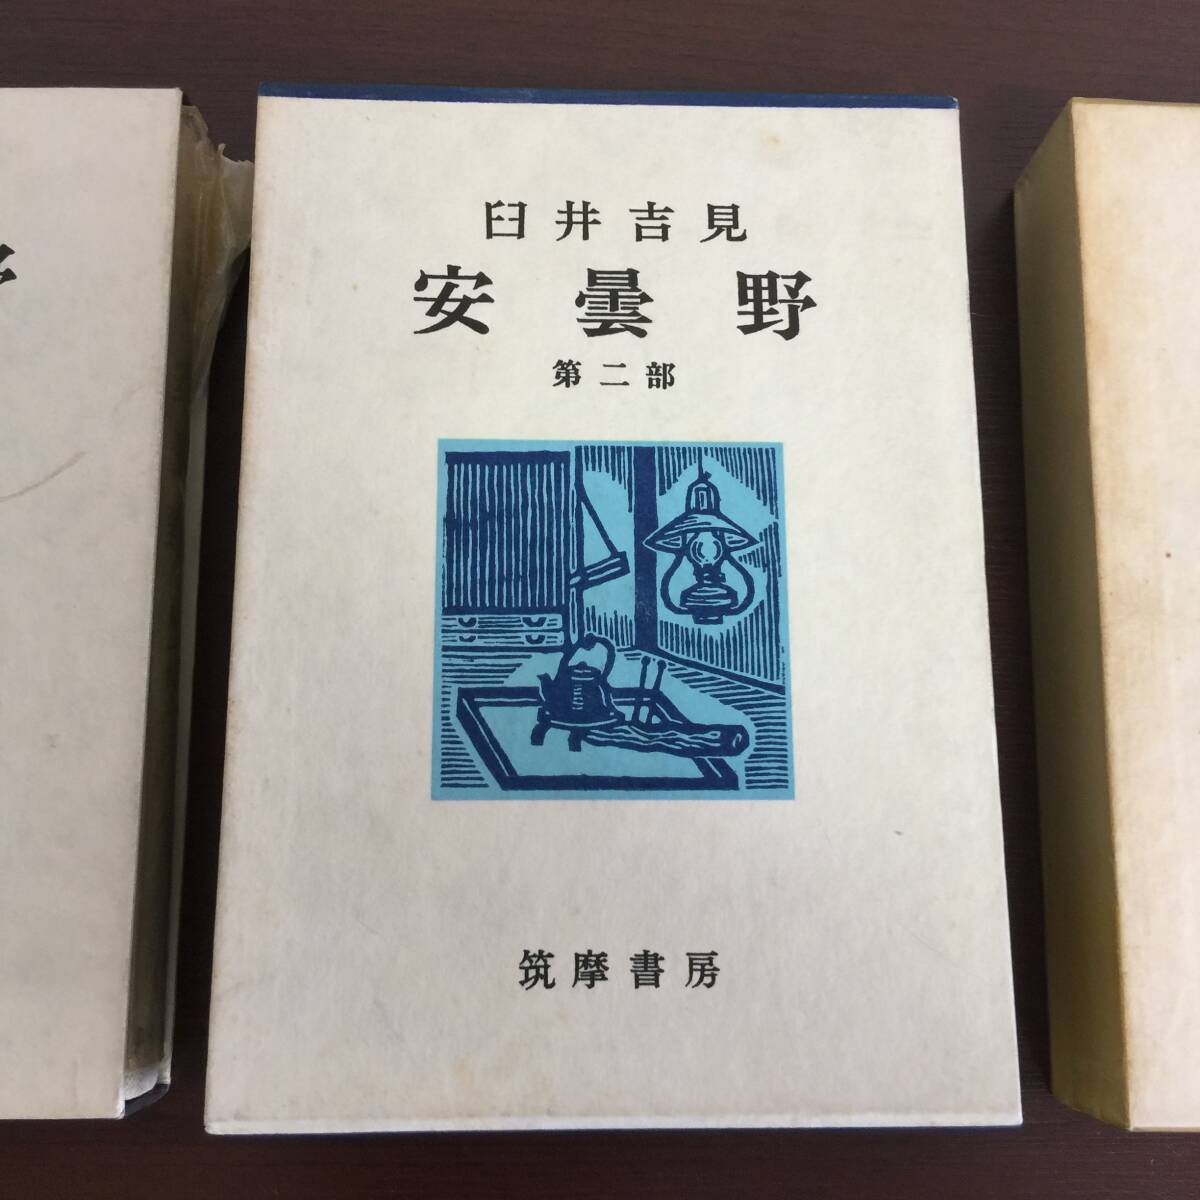 臼井吉見
安曇野
第二部
筑摩書房